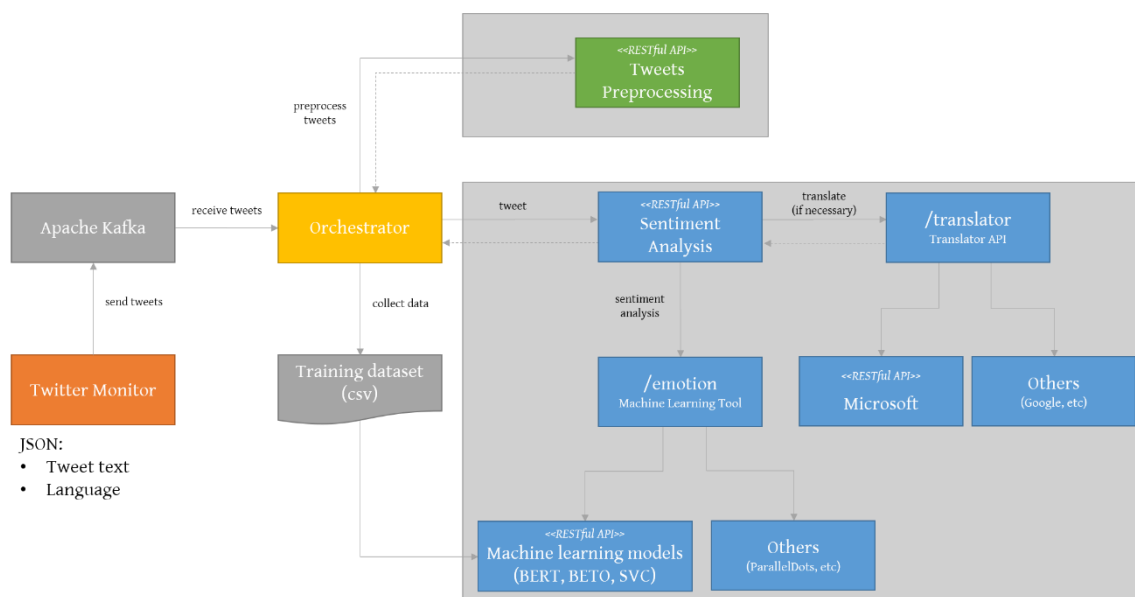 <<RESTful API>>
Tweets
Preprocessing
preprocess
tweets
Apache Kafka
receive tweets
Orchestrator
tweet
<<RESTful API>>
Sentiment
Analysis
translate
(if necessary)
/translator
Translator API
send tweets
collect data
sentiment
analysis
Twitter Monitor
Training dataset
(csv)
/emotion
Machine Learning Tool
<<RESTful API>>
Microsoft
Others
(Google, etc)
JSON:
• Tweet text
• Language
<<RESTful API>>
Machine learning models
(BERT, BETO, SVC)
Others
(ParallelDots, etc)